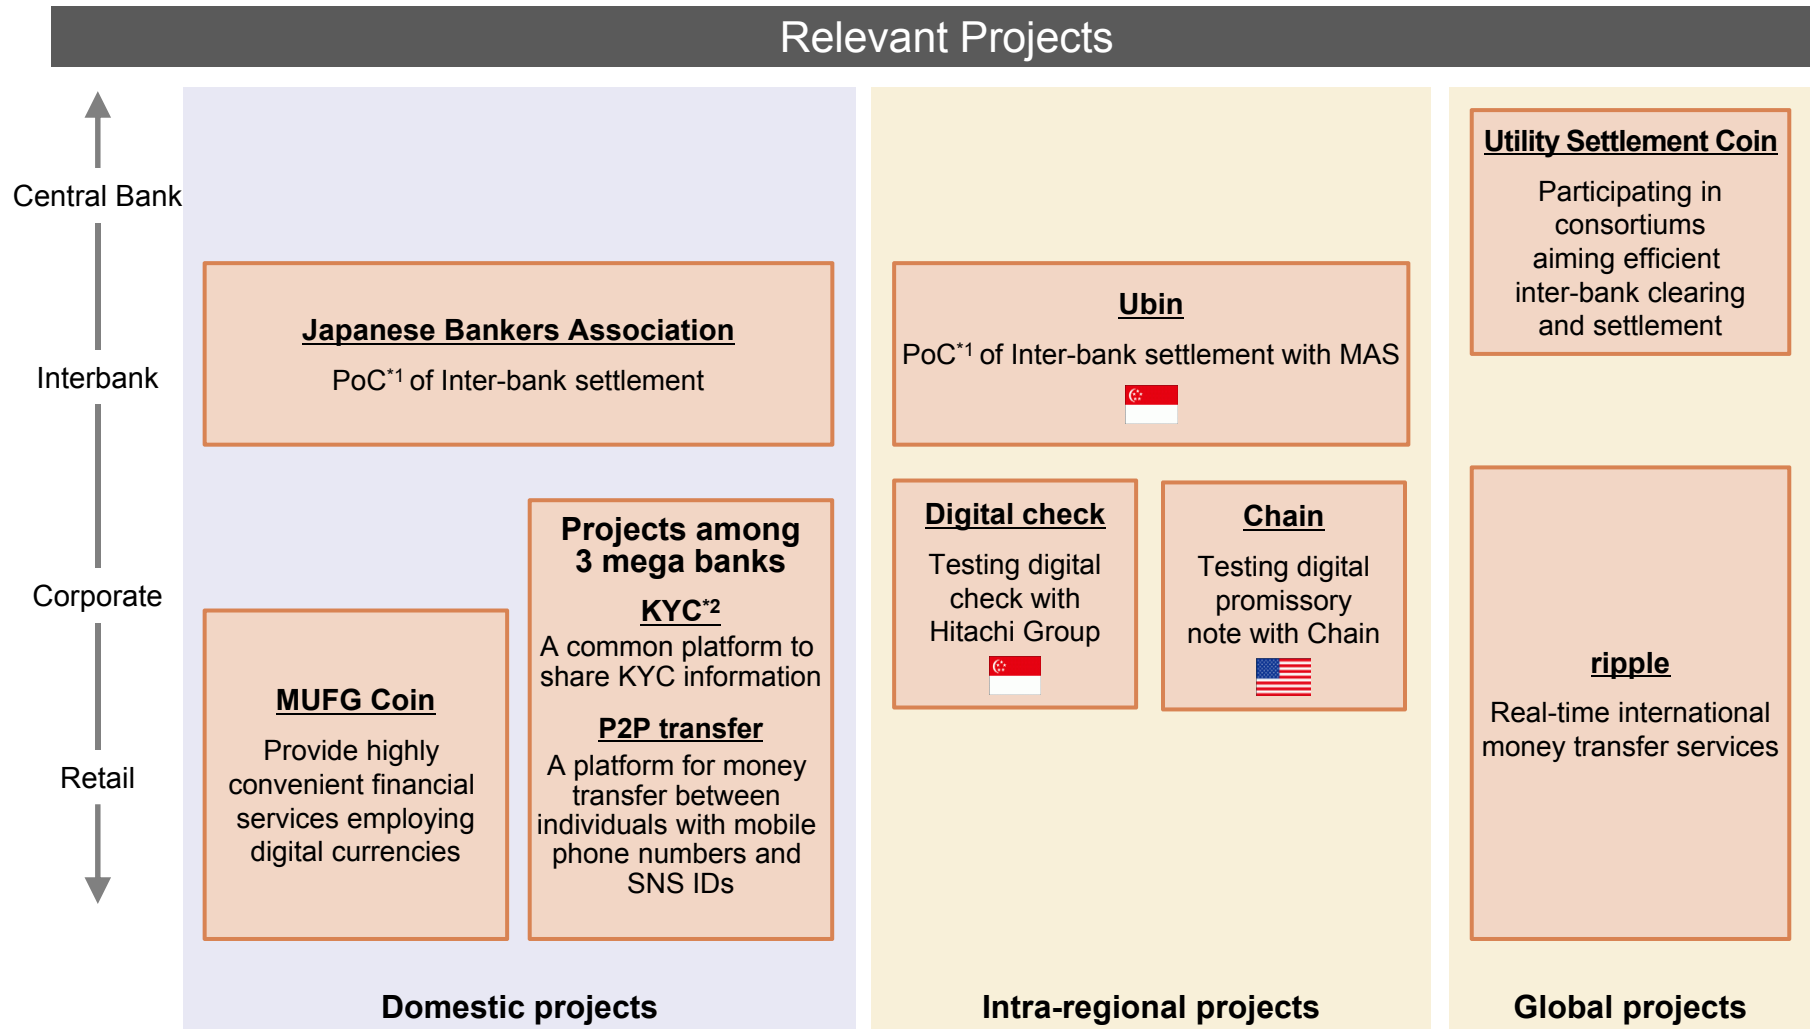 Relevant Projects
Central Bank
Interbank
Corporate
Retail
Japanese Bankers Association
PoC*1 of Inter-bank settlement
MUFG Coin
Provide highly
convenient financial
services employing
digital currencies
Projects among
3 mega banks
KYC*2
A common platform to
share KYC information
P2P transfer
A platform for money
transfer between
individuals with mobile
phone numbers and
SNS IDs
Domestic projects
Ubin
PoC*1 of Inter-bank settlement with MAS
Digital check
Testing digital
check with
Hitachi Group
Chain
Testing digital
promissory
note with Chain
Intra-regional projects
Utility Settlement Coin
Participating in
consortiums
aiming efficient
inter-bank clearing
and settlement
ripple
Real-time international
money transfer services
Global projects